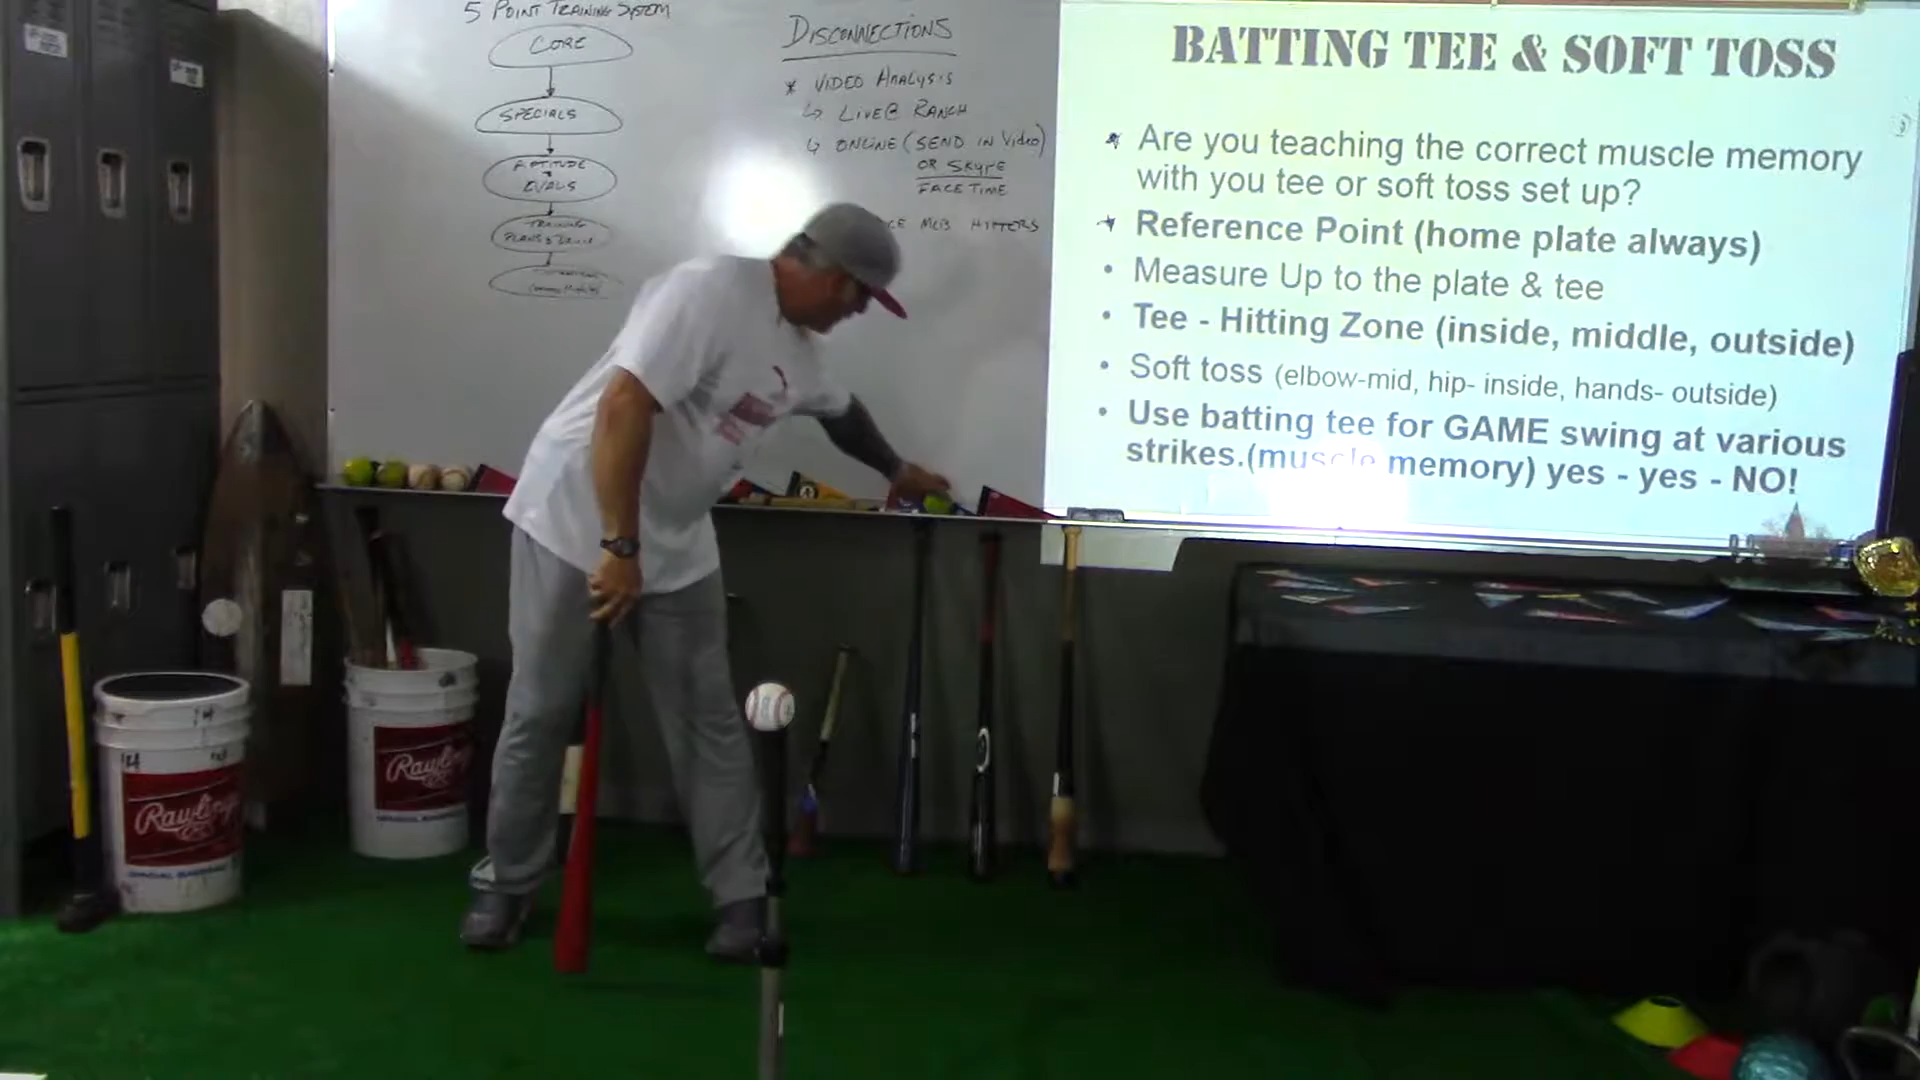 5 POINT TRAINING SYSTEM
CORE
SPECIALS
APTITUDE
EVALS
TRAINING
DISCONNECTIONS
* VIDEO ANALYSIS
↳ LIVE @ RANCH
↳ ONLINE (SEND IN Video)
OR SKYPE
FACETIME
MLB HITTERS
BATTING TEE & SOFT TOSS
Are you teaching the correct muscle memory
with you tee or soft toss set up?
Reference Point (home plate always)
• Measure Up to the plate & tee
• Tee - Hitting Zone (inside, middle, outside)
• Soft toss (elbow-mid, hip- inside, hands- outside)
• Use batting tee for GAME swing at various
strikes.(muscle memory) yes - yes - NO!
Rawlings
Rawlings